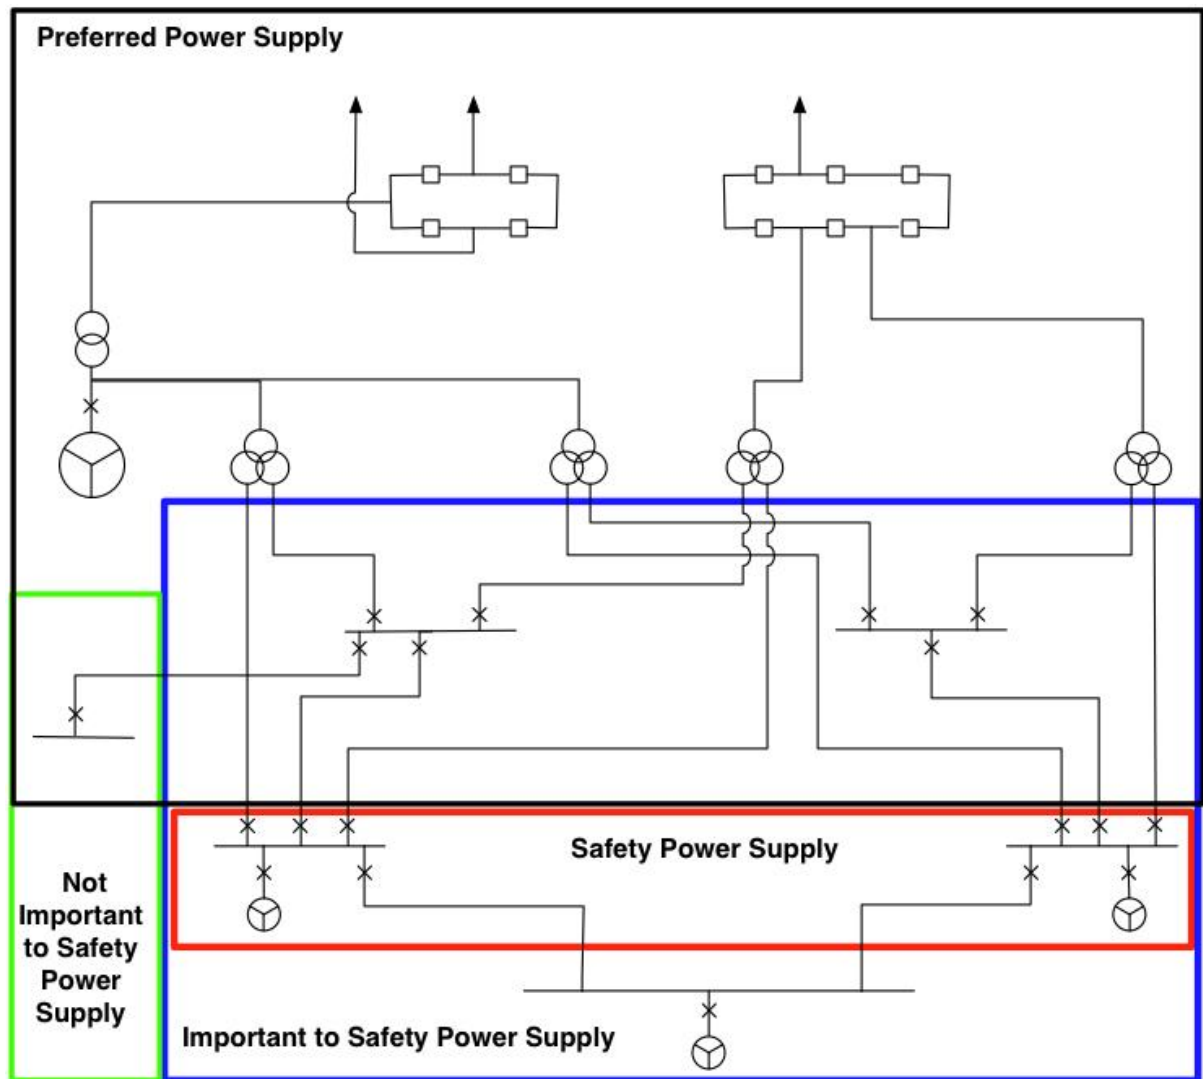 Preferred Power Supply
Safety Power Supply
Not
Important
to Safety
Power
Supply
Important to Safety Power Supply